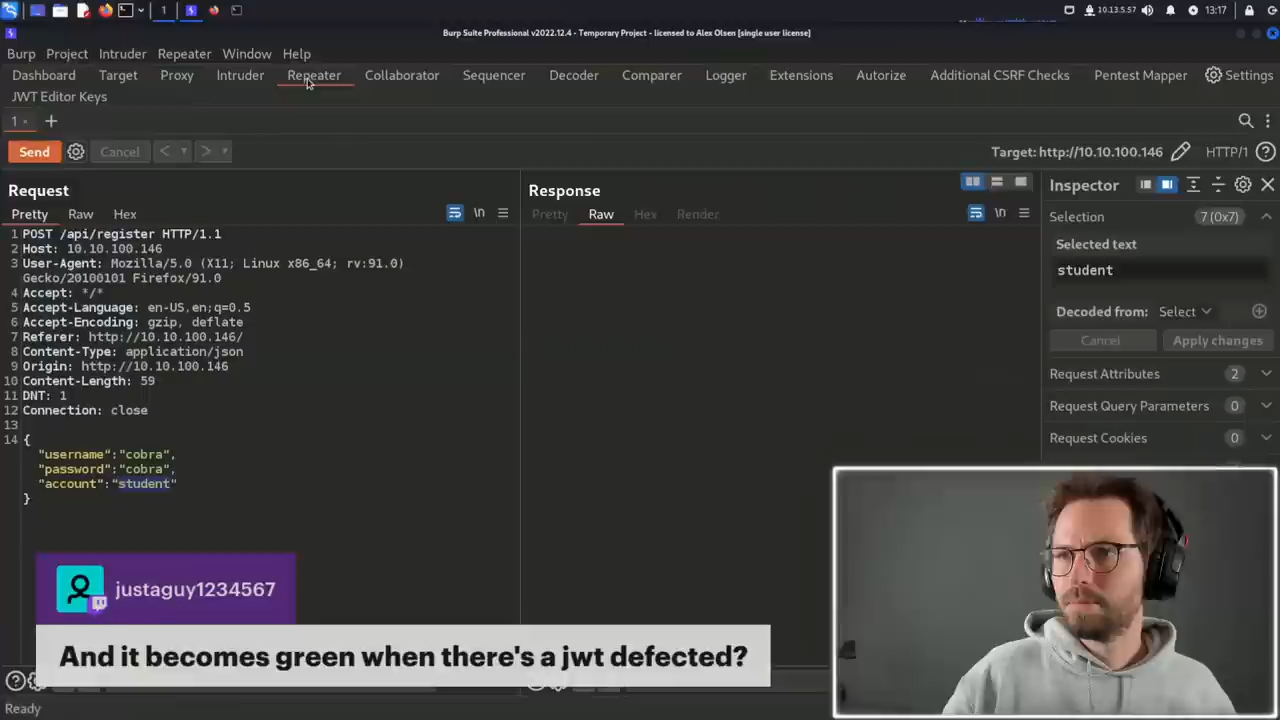 10.13.5.57 13:17
Burp Suite Professional v2022.12.4 - Temporary Project - licensed to Alex Olsen [single user license]
Burp Project Intruder Repeater Window Help
Dashboard Target Proxy Intruder Repeater Collaborator Sequencer Decoder Comparer Logger Extensions Autorize Additional CSRF Checks Pentest Mapper Settings
JWT Editor Keys
1 × +
Send Cancel < >
Target: http://10.10.100.146 HTTP/1
Request
Pretty Raw Hex \n
1 POST /api/register HTTP/1.1
2 Host: 10.10.100.146
3 User-Agent: Mozilla/5.0 (X11; Linux x86_64; rv:91.0)
Gecko/20100101 Firefox/91.0
4 Accept: */*
5 Accept-Language: en-US,en;q=0.5
6 Accept-Encoding: gzip, deflate
7 Referer: http://10.10.100.146/
8 Content-Type: application/json
9 Origin: http://10.10.100.146
10 Content-Length: 59
11 DNT: 1
12 Connection: close
13
14 {
"username":"cobra",
"password":"cobra",
"account":"student"
}
Response
Pretty Raw Hex Render \n
Inspector
Selection 7 (0x7)
Selected text
student
Decoded from: Select
Cancel Apply changes
Request Attributes 2
Request Query Parameters 0
Request Cookies 0
justaguy1234567
And it becomes green when there's a jwt defected?
Ready